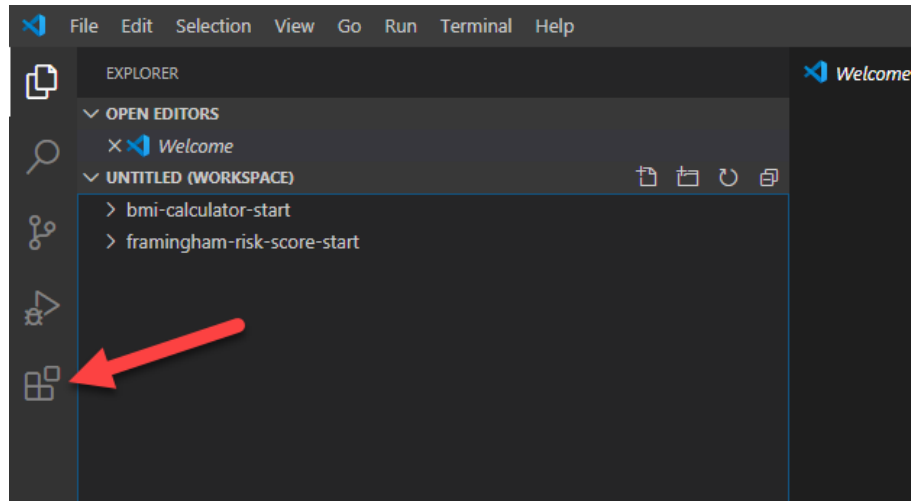 File Edit Selection View Go Run Terminal Help
EXPLORER
OPEN EDITORS
Welcome
UNTITLED (WORKSPACE)
bmi-calculator-start
framingham-risk-score-start
Welcome